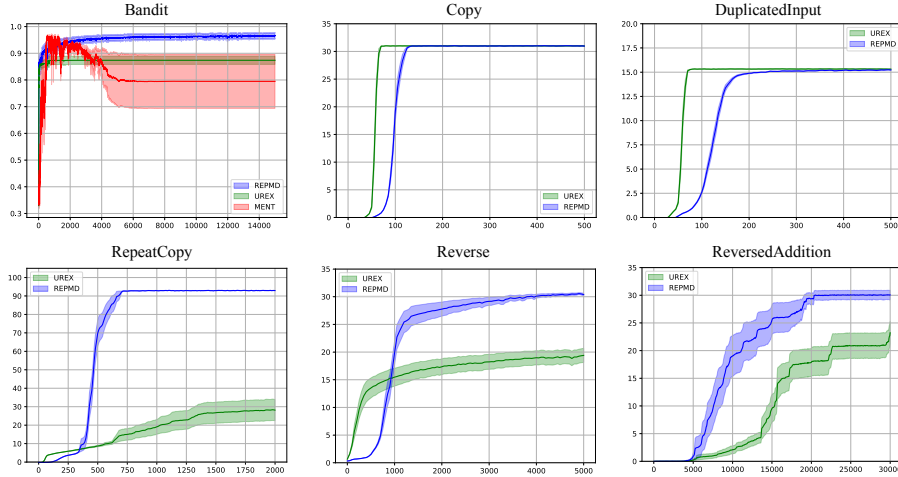 Bandit
1.0
0.9
0.8
0.7
0.6
0.5
0.4
0.3
0 2000 4000 6000 8000 10000 12000 14000
REPMD
UREX
MENT
Copy
35
30
25
20
15
10
5
0
0 100 200 300 400 500
UREX
REPMD
DuplicatedInput
20.0
17.5
15.0
12.5
10.0
7.5
5.0
2.5
0.0
0 100 200 300 400 500
UREX
REPMD
RepeatCopy
100
90
80
70
60
50
40
30
20
10
0
0 250 500 750 1000 1250 1500 1750 2000
UREX
REPMD
Reverse
35
30
25
20
15
10
5
0
0 1000 2000 3000 4000 5000
UREX
REPMD
ReversedAddition
35
30
25
20
15
10
5
0
0 5000 10000 15000 20000 25000 30000
UREX
REPMD